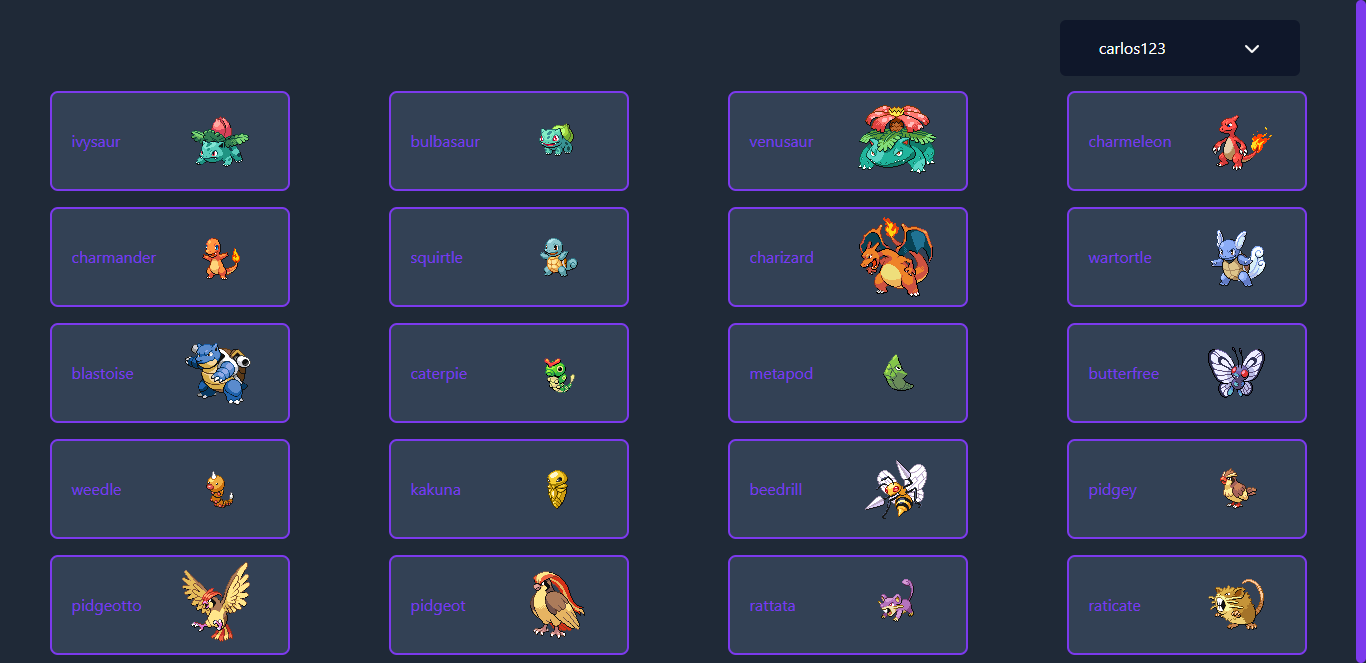 carlos123
ivysaur
bulbasaur
venusaur
charmeleon
charmander
squirtle
charizard
wartortle
blastoise
caterpie
metapod
butterfree
weedle
kakuna
beedrill
pidgey
pidgeotto
pidgeot
rattata
raticate